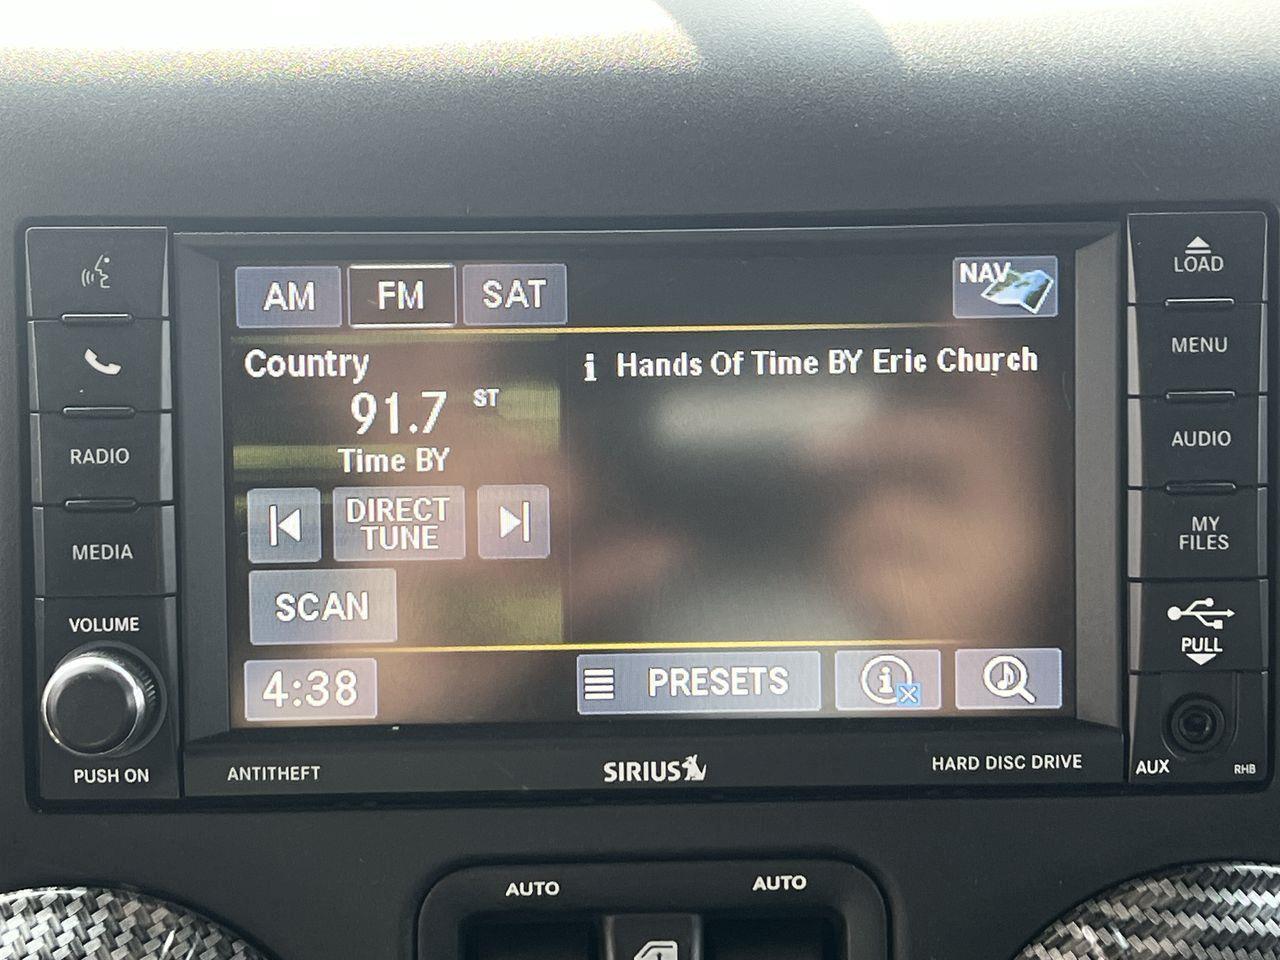 AM
FM
SAT
NAV
Country
91.7 ST
Time BY
i Hands Of Time BY Eric Church
DIRECT
TUNE
SCAN
4:38
PRESETS
i
RADIO
MEDIA
VOLUME
PUSH ON
LOAD
MENU
AUDIO
MY
FILES
PULL
AUX
RHB
ANTITHEFT
SIRIUS
HARD DISC DRIVE
AUTO
AUTO